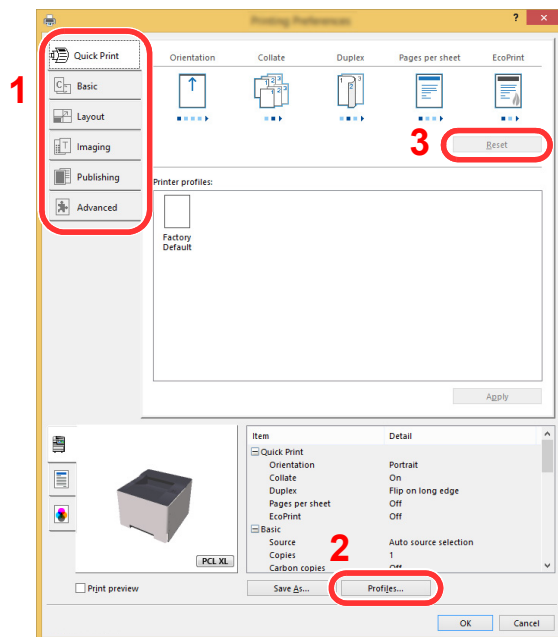 Printing Preferences
?
Quick Print
Basic
Layout
Imaging
Publishing
Advanced
1
Orientation Collate Duplex Pages per sheet EcoPrint
3
Reset
Printer profiles:
Factory
Default
Apply
Item Detail
Quick Print
Orientation Portrait
Collate On
Duplex Flip on long edge
Pages per sheet Off
EcoPrint Off
Basic
Source Auto source selection
Copies 1
Carbon copies Off
2
PCL XL
Print preview
Save As... Profiles...
OK Cancel